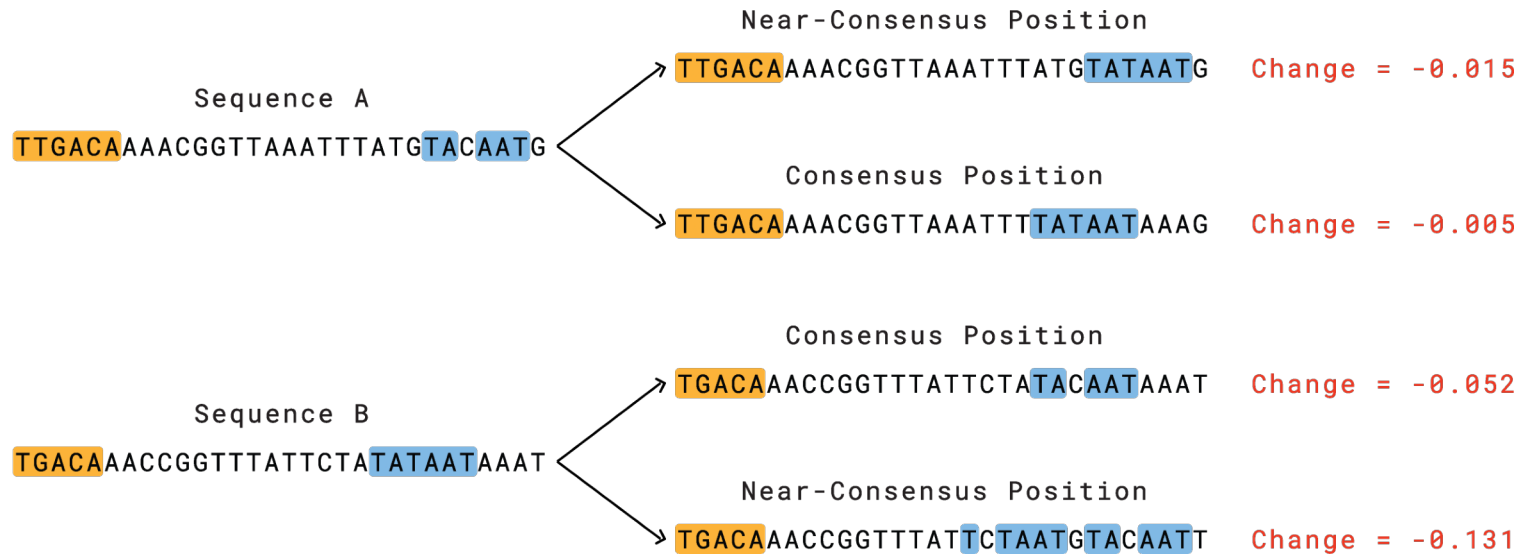 Near-Consensus Position
TTGACAAAACGGTTAAATTTATGTATAATG Change = -0.015
Sequence A
TTGACAAAACGGTTAAATTTATGTACAATG
Consensus Position
TTGACAAAACGGTTAAATTTTATAATAAAG Change = -0.005
Consensus Position
TGACAAACCGGTTTATTCTATACAATAAAT Change = -0.052
Sequence B
TGACAAACCGGTTTATTCTATATAATAAAT
Near-Consensus Position
TGACAAACCGGTTTATTCTAATGTACAATT Change = -0.131